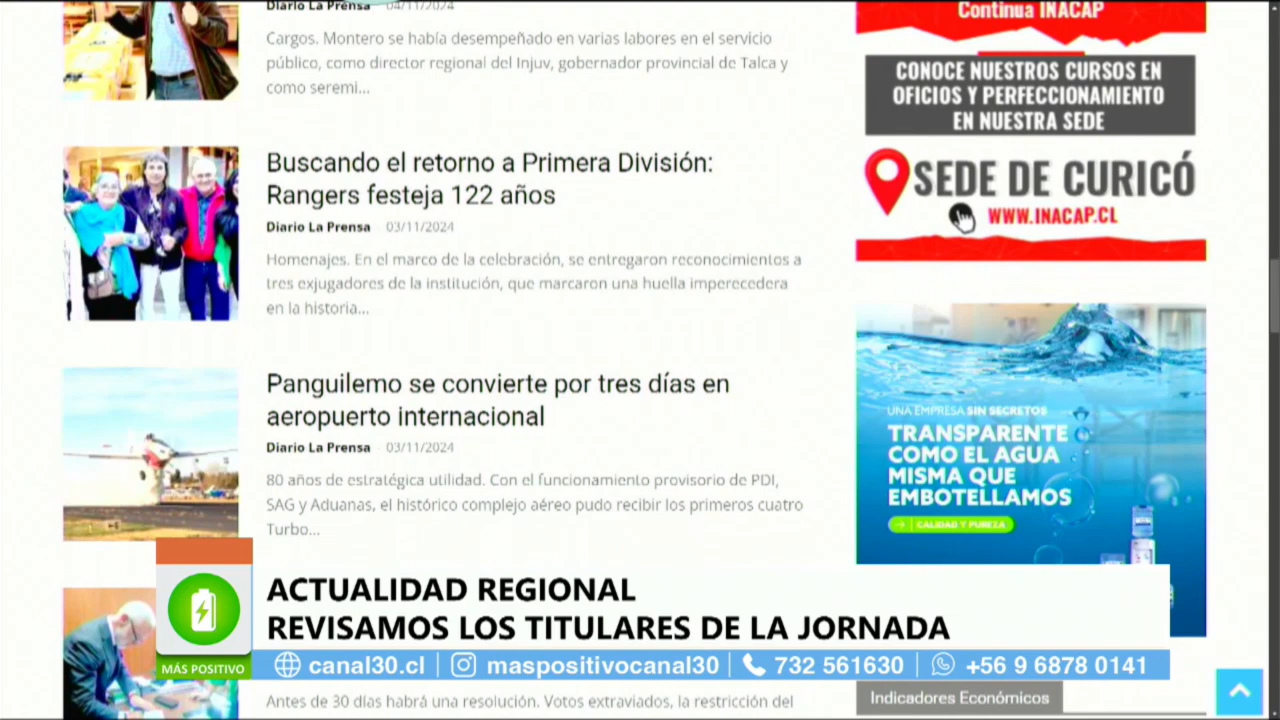 Diario La Prensa - 04/11/2024
Cargos. Montero se había desempeñado en varias labores en el servicio
público, como director regional del Injuv, gobernador provincial de Talca y
como seremi...
Buscando el retorno a Primera División:
Rangers festeja 122 años
Diario La Prensa - 03/11/2024
Homenajes. En el marco de la celebración, se entregaron reconocimientos a
tres exjugadores de la institución, que marcaron una huella imperecedera
en la historia...
Panguilemo se convierte por tres días en
aeropuerto internacional
Diario La Prensa - 03/11/2024
80 años de estratégica utilidad. Con el funcionamiento provisorio de PDI,
SAG y Aduanas, el histórico complejo aéreo pudo recibir los primeros cuatro
Turbo...
Antes de 30 días habrá una resolución. Votos extraviados, la restricción del
Continua INACAP
CONOCE NUESTROS CURSOS EN
OFICIOS Y PERFECCIONAMIENTO
EN NUESTRA SEDE
SEDE DE CURICÓ
WWW.INACAP.CL
UNA EMPRESA SIN SECRETOS
TRANSPARENTE
COMO EL AGUA
MISMA QUE
EMBOTELLAMOS
CALIDAD Y PUREZA
Indicadores Económicos
ACTUALIDAD REGIONAL
REVISAMOS LOS TITULARES DE LA JORNADA
MÁS POSITIVO
canal30.cl | maspositivocanal30 | 732 561630 | +56 9 6878 0141